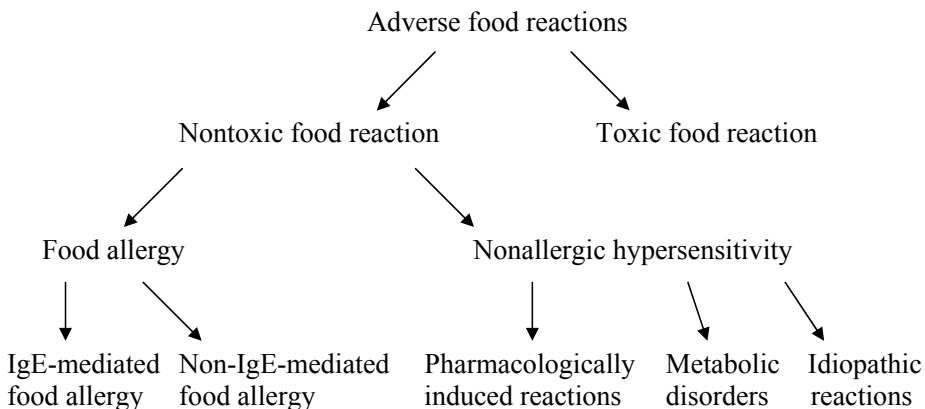 Adverse food reactions
Nontoxic food reaction
Toxic food reaction
Food allergy
Nonallergic hypersensitivity
IgE-mediated
food allergy
Non-IgE-mediated
food allergy
Pharmacologically
induced reactions
Metabolic
disorders
Idiopathic
reactions